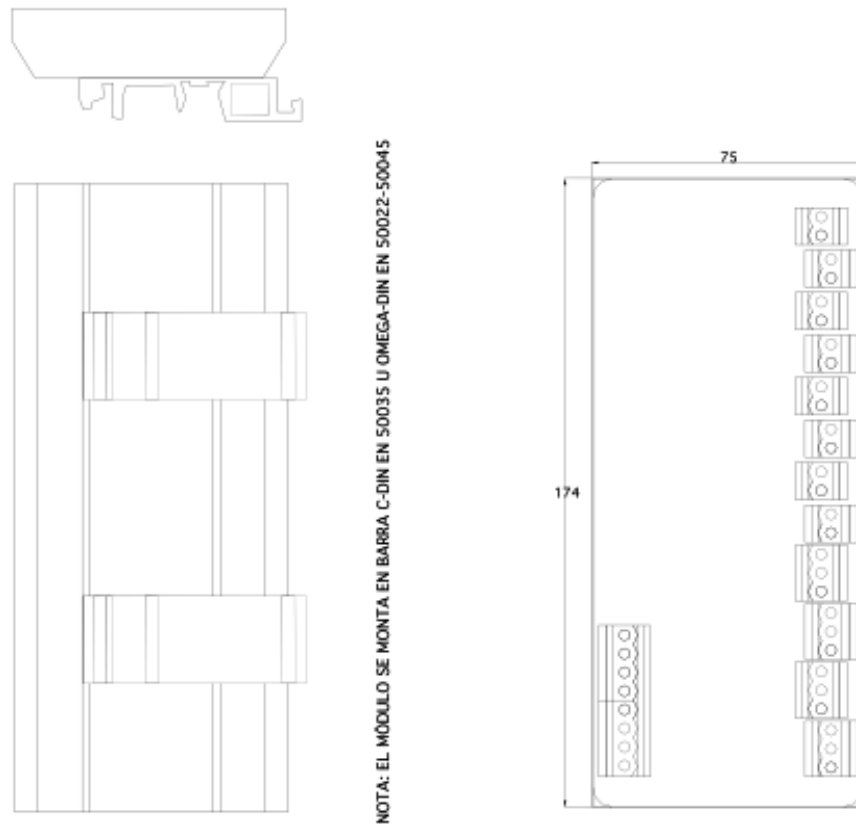 75
174
NOTA: EL MÓDULO SE MONTA EN BARRA C-DIN EN 50035 U OMEGA-DIN EN 50022-50045